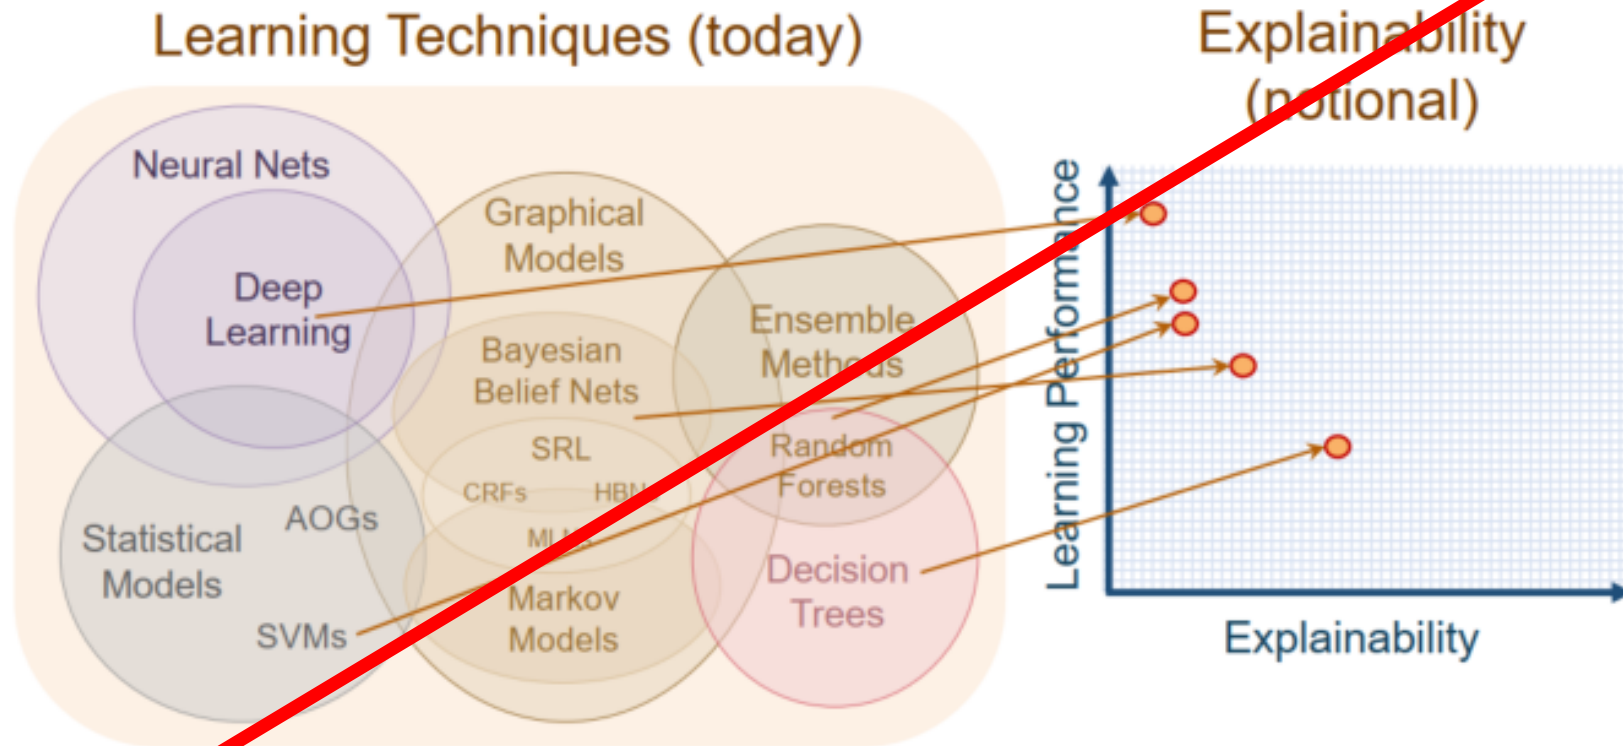 Learning Techniques (today)
Neural Nets
Deep
Learning
Graphical
Models
Bayesian
Belief Nets
SRL
CRFs
Markov
Models
Statistical
Models
AOGs
SVMs
Ensemble
Methods
Random
Forests
Decision
Trees
Explainability
(notional)
Learning Performance
Explainability